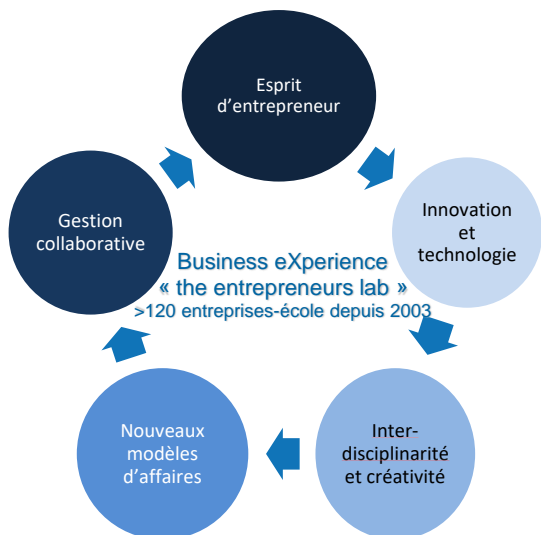 Esprit
d'entrepreneur
Innovation
et
technologie
Inter-
disciplinarité
et créativité
Nouveaux
modèles
d'affaires
Gestion
collaborative
Business eXperience
« the entrepreneurs lab »
>120 entreprises-école depuis 2003